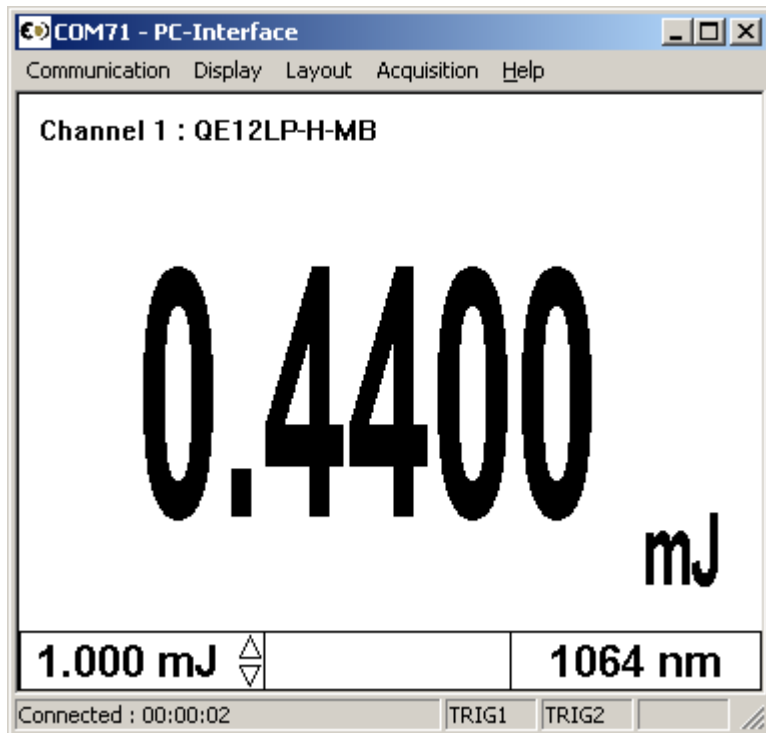 COM71 - PC-Interface
Communication Display Layout Acquisition Help
Channel 1 : QE12LP-H-MB
0.4400
mJ
1.000 mJ 1064 nm
Connected : 00:00:02 TRIG1 TRIG2